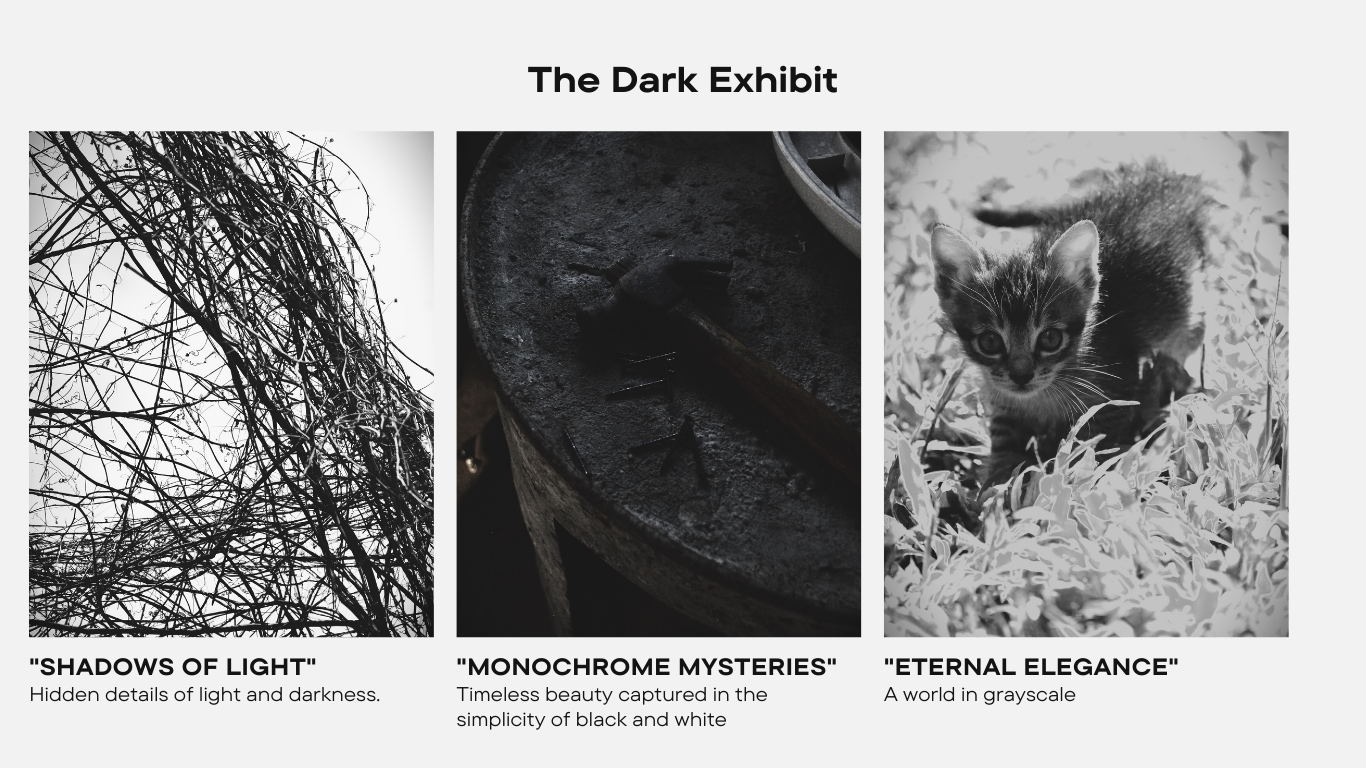 The Dark Exhibit
"SHADOWS OF LIGHT"
Hidden details of light and darkness.
"MONOCHROME MYSTERIES"
Timeless beauty captured in the
simplicity of black and white
"ETERNAL ELEGANCE"
A world in grayscale